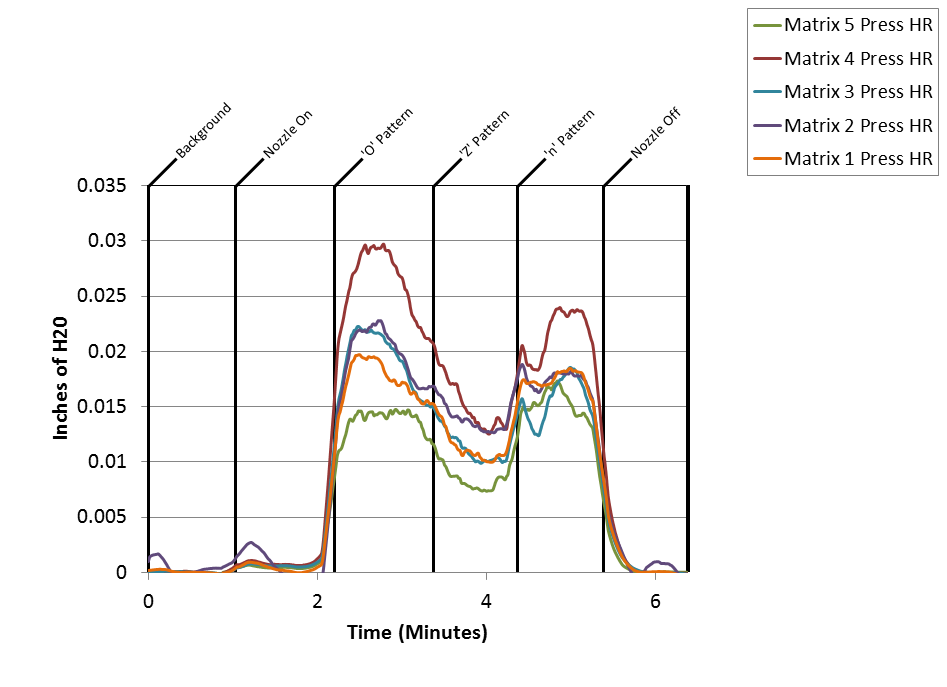 Matrix 5 Press HR
Matrix 4 Press HR
Matrix 3 Press HR
Matrix 2 Press HR
Matrix 1 Press HR
Background
Nozzle On
'O' Pattern
'Z' Pattern
'n' Pattern
Nozzle Off
0.035
0.03
0.025
0.02
0.015
0.01
0.005
0
Inches of H20
0 2 4 6
Time (Minutes)